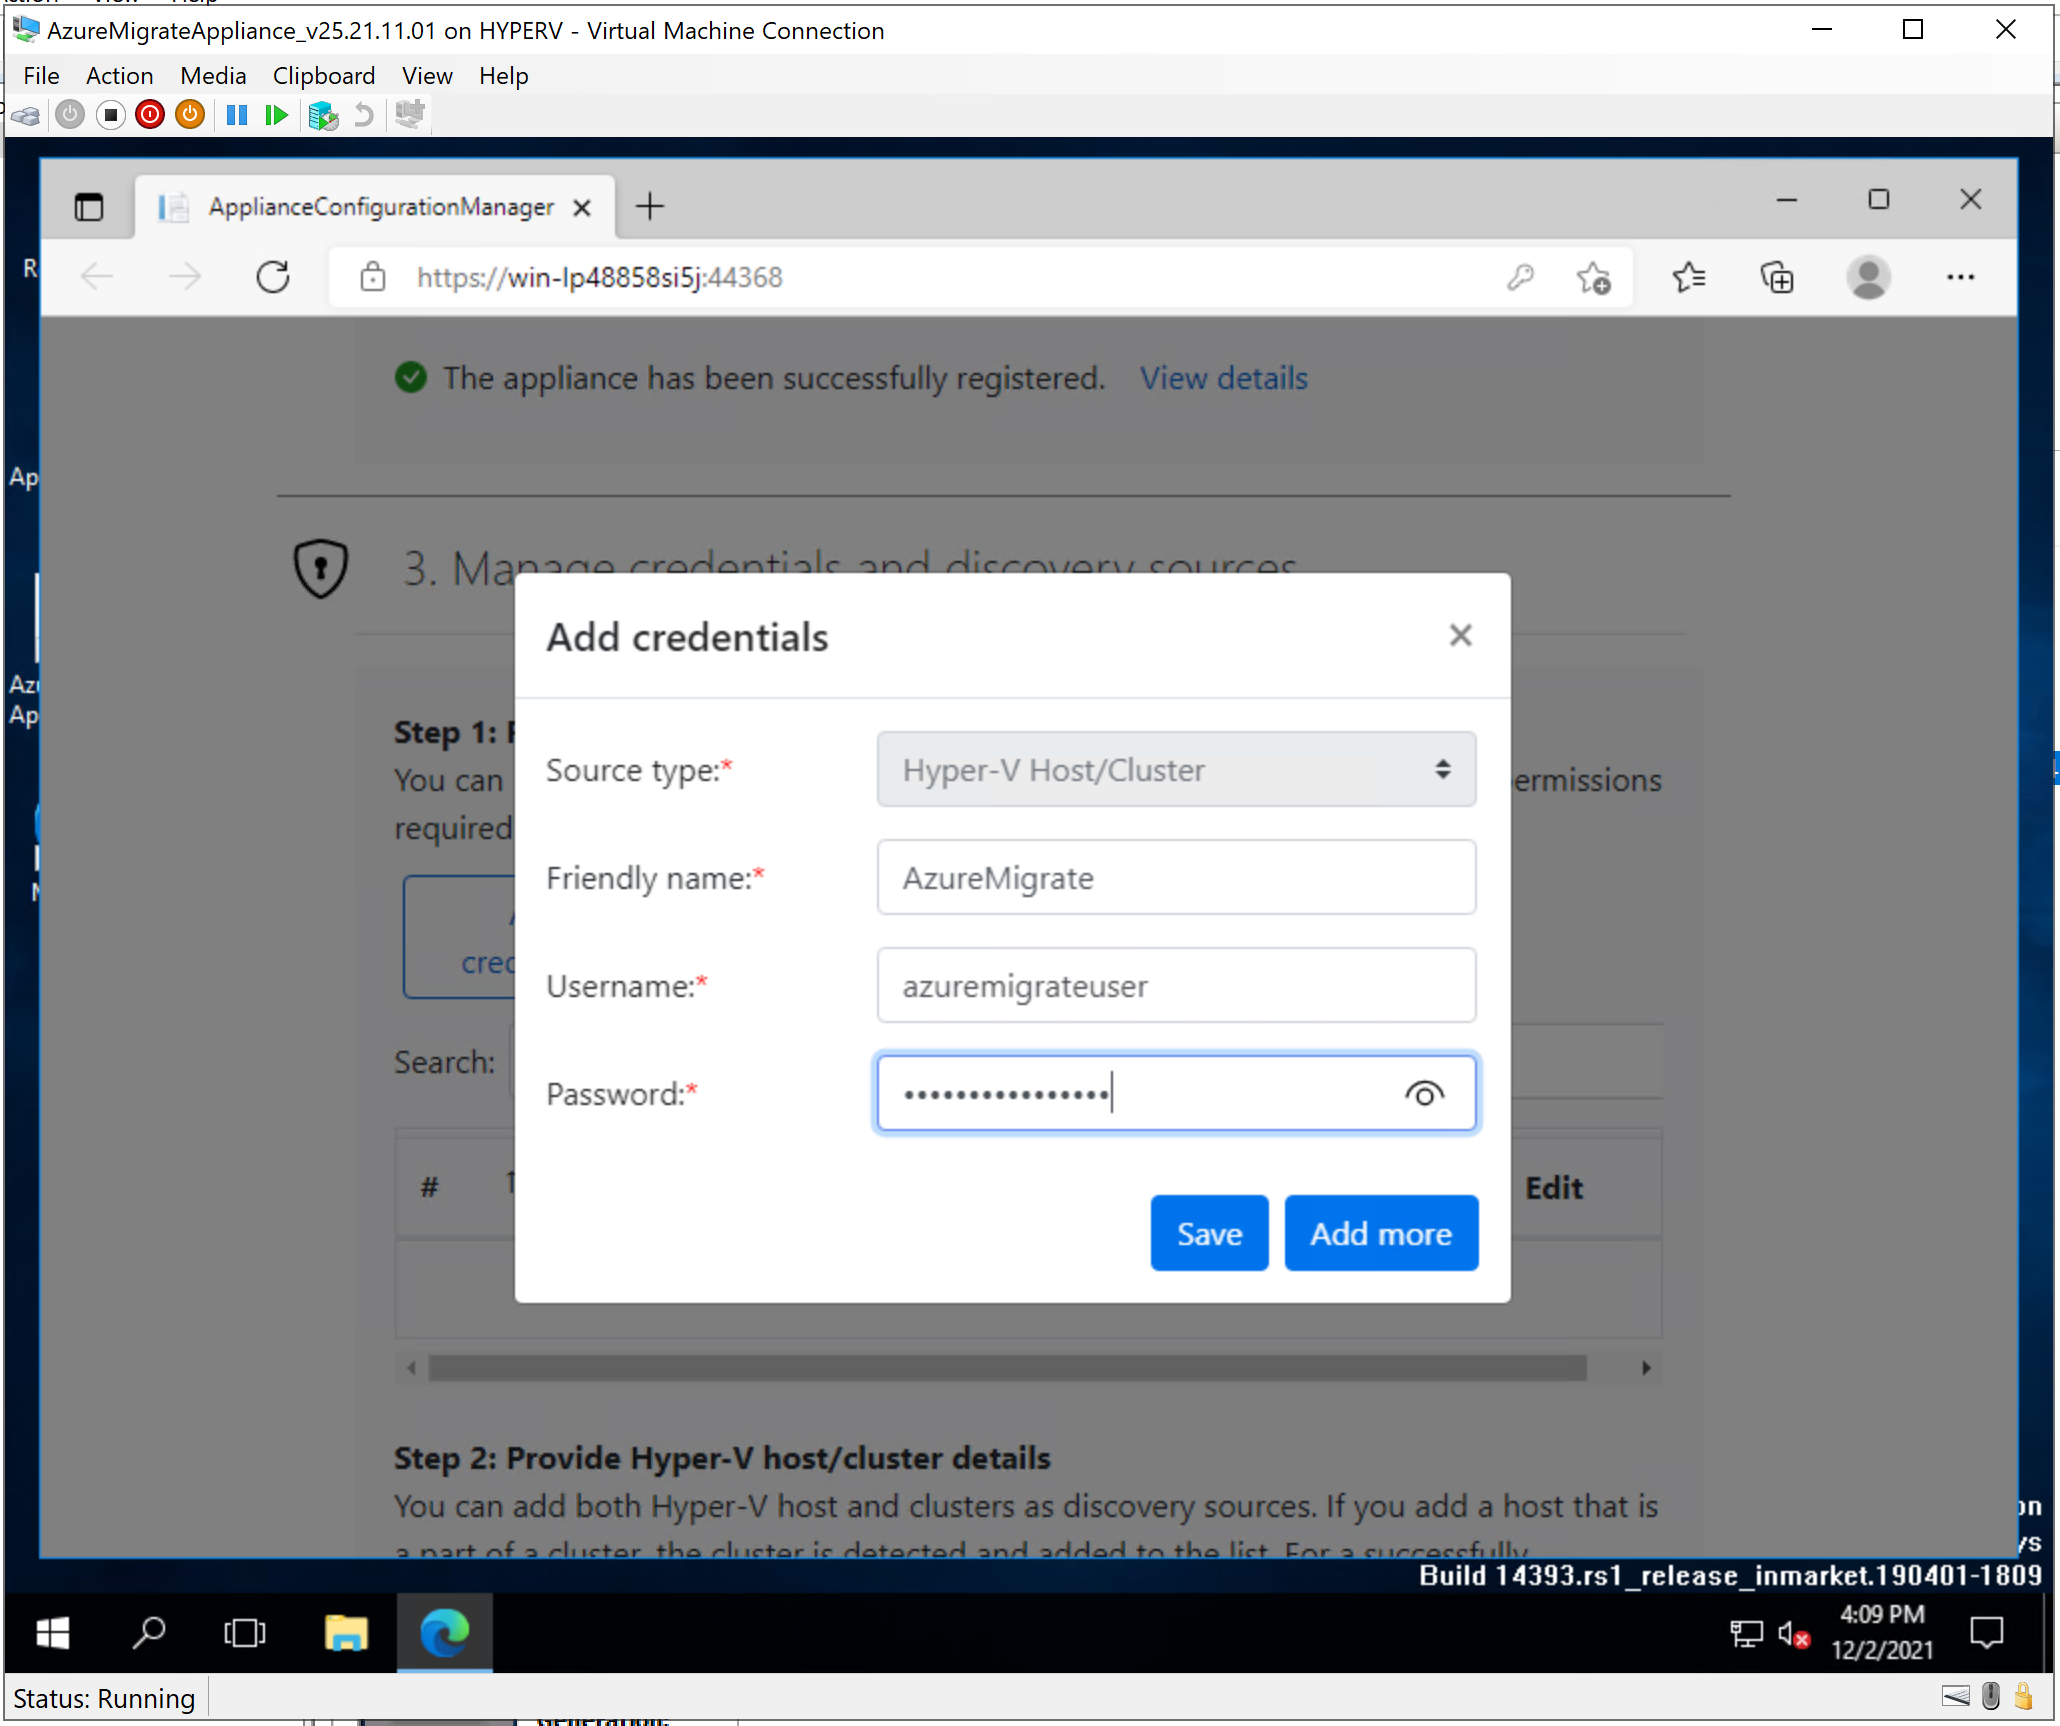 AzureMigrateAppliance_v25.21.11.01 on HYPERV - Virtual Machine Connection
File Action Media Clipboard View Help
ApplianceConfigurationManager
https://win-lp48858si5j:44368
The appliance has been successfully registered. View details
3. Manage credentials and discovery sources
Add credentials
Step 1:
You can
ermissions
required
Source type:*
Hyper-V Host/Cluster
Friendly name:*
AzureMigrate
Username:*
azuremigrateuser
Search:
Password:*
••••••••••••••••
#
Edit
Save
Add more
Step 2: Provide Hyper-V host/cluster details
You can add both Hyper-V host and clusters as discovery sources. If you add a host that is
a part of a cluster, the cluster is detected and added to the list. For a successfully
Build 14393.rs1_release_inmarket.190401-1809
4:09 PM
12/2/2021
Status: Running
Generation: